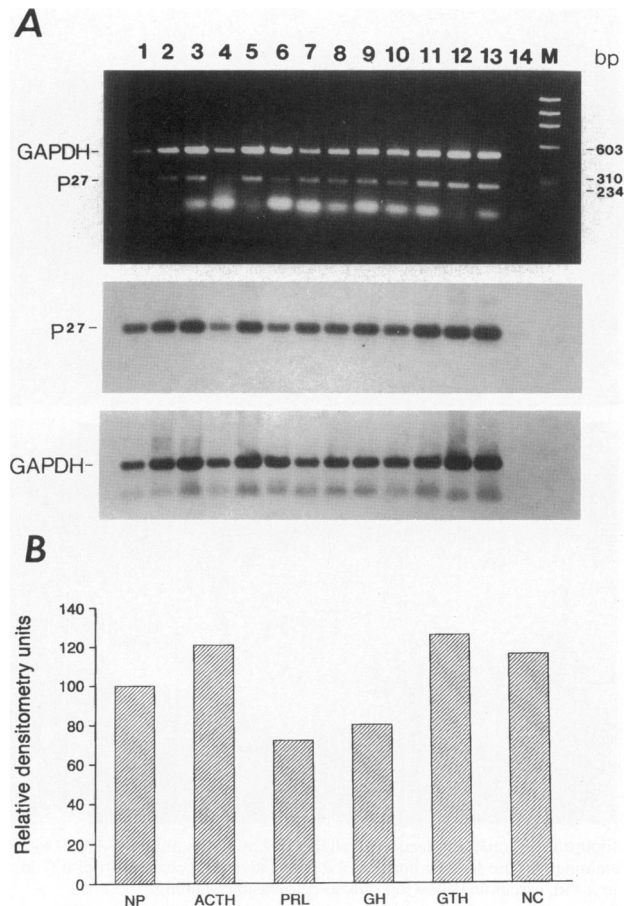 A
1 2 3 4 5 6 7 8 9 10 11 12 13 14 M bp
GAPDH- -603
P27- -310
-234
P27-
GAPDH-
B
140
120
100
80
60
40
20
0
Relative densitometry units
NP ACTH PRL GH GTH NC